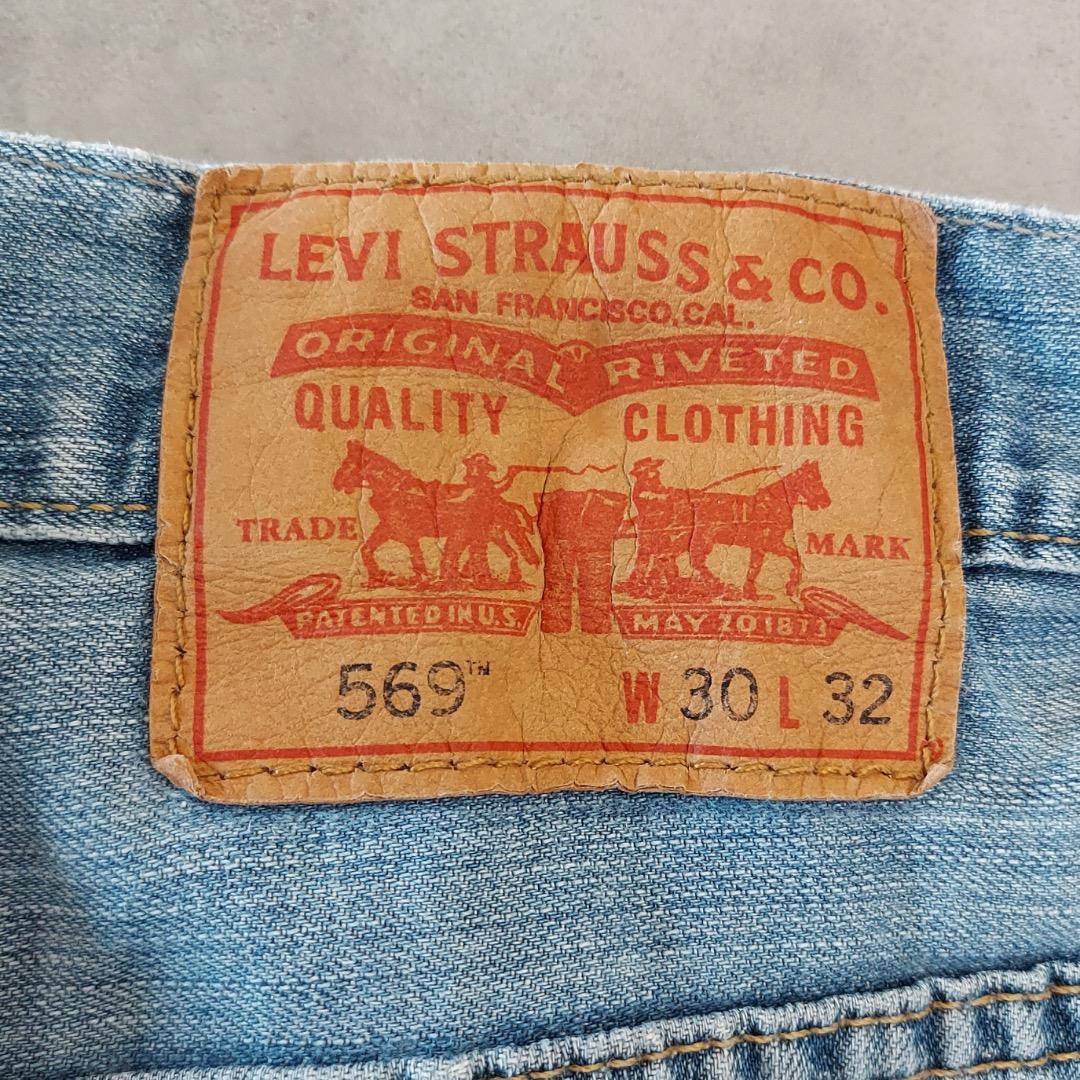 LEVI STRAUSS & CO.
SAN FRANCISCO, CAL.
ORIGINAL RIVETED
QUALITY CLOTHING
TRADE MARK
PATENTED IN U.S. MAY 20 1873
569™ W 30 L 32